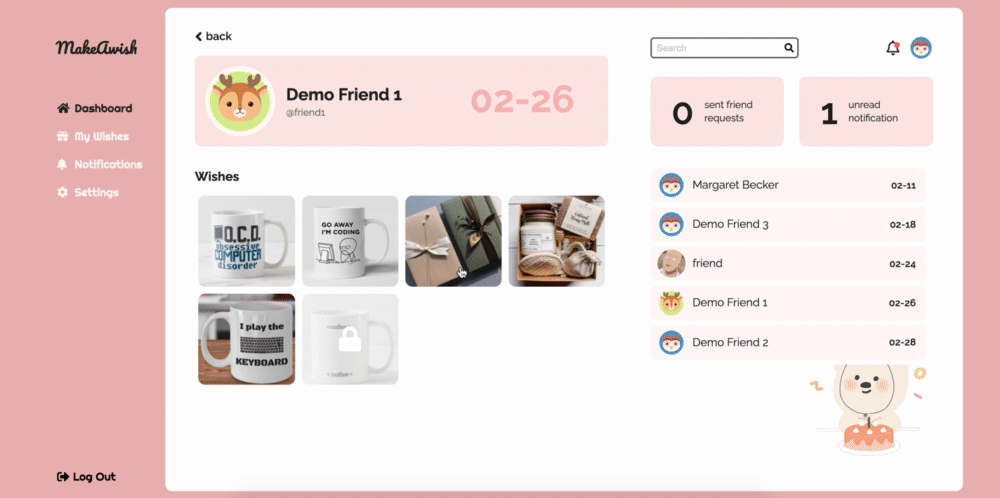 MakeAwish
Dashboard
My Wishes
Notifications
Settings
Log Out
back
Demo Friend 1
@friend1
02-26
Wishes
O.C.D.
obsessive
COMPUTER
disorder
GO AWAY
I'M CODING
I play the
KEYBOARD
Search
0 sent friend
requests
1 unread
notification
Margaret Becker 02-11
Demo Friend 3 02-18
friend 02-24
Demo Friend 1 02-26
Demo Friend 2 02-28